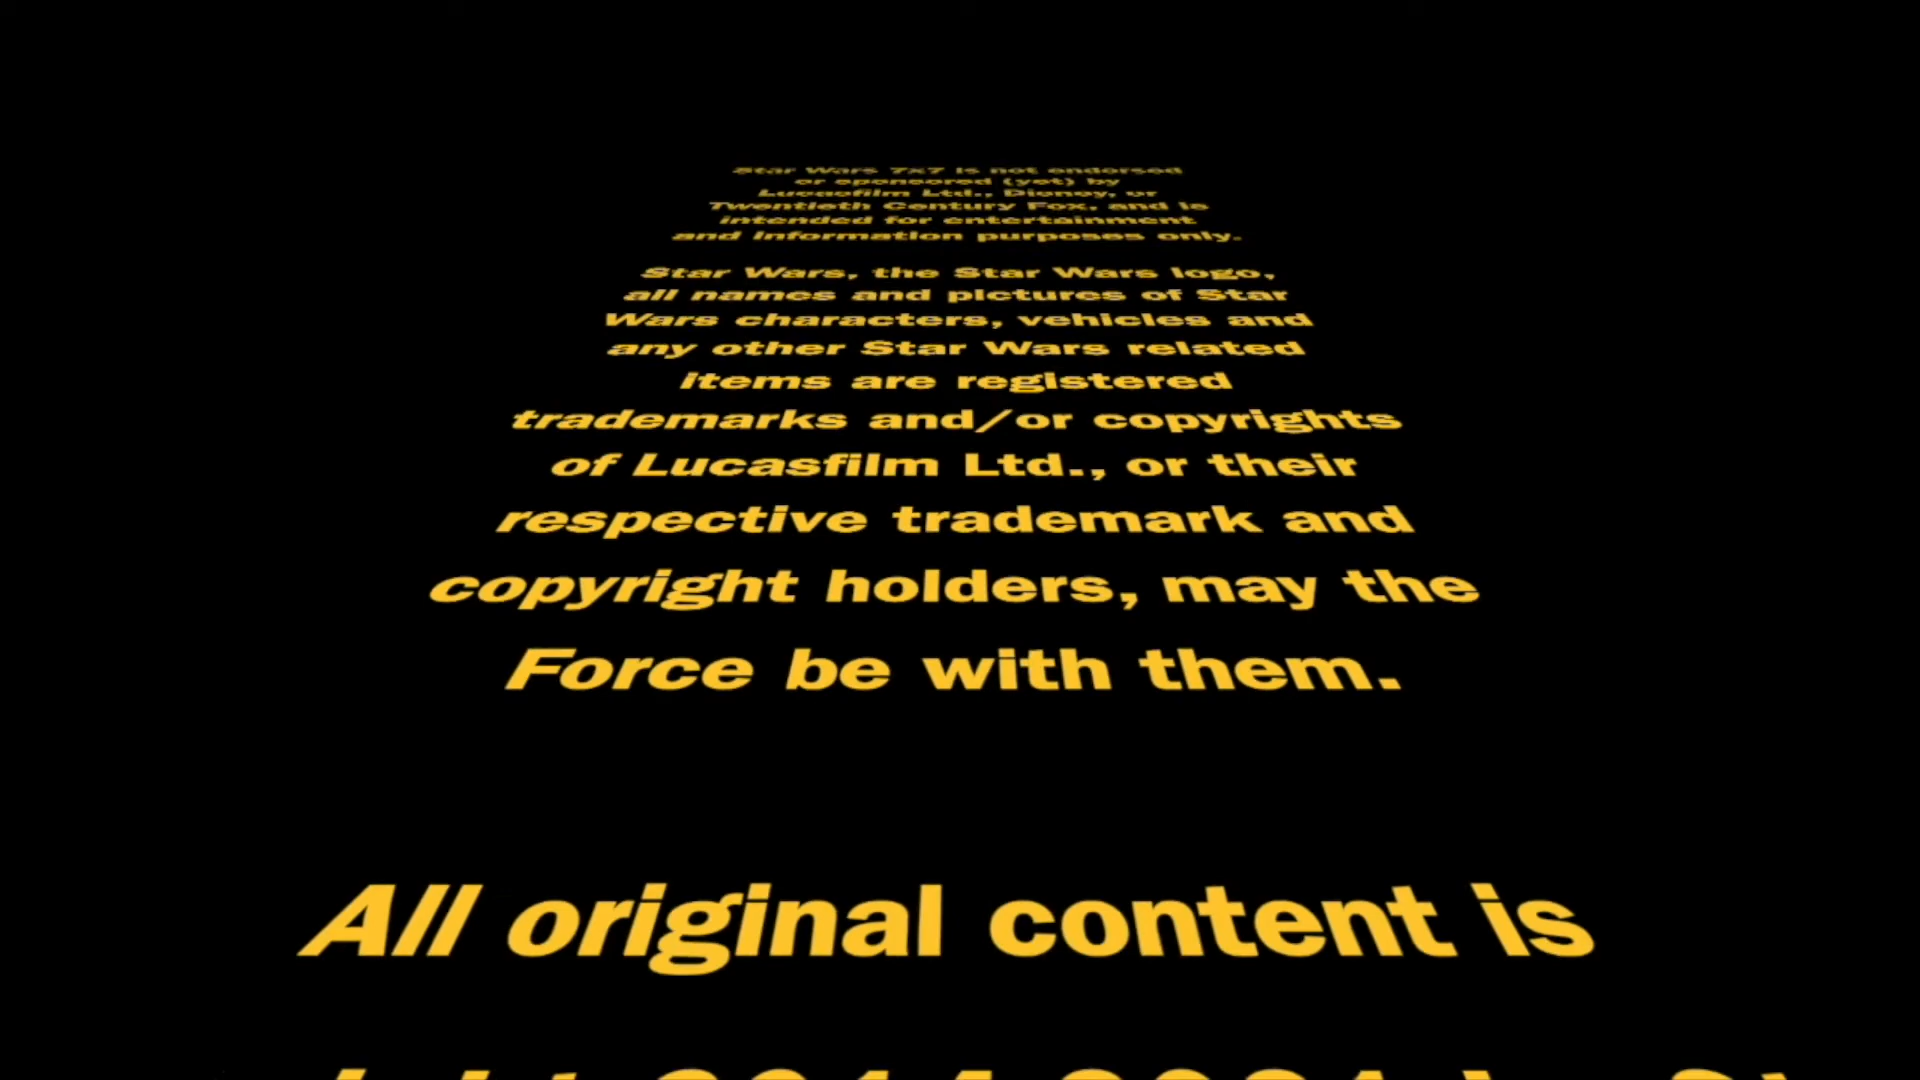 Star Wars 7x7 is not endorsed
or sponsored (yet) by
Lucasfilm Ltd., Disney, or
Twentieth Century Fox, and is
intended for entertainment
and information purposes only.
Star Wars, the Star Wars logo,
all names and pictures of Star
Wars characters, vehicles and
any other Star Wars related
items are registered
trademarks and/or copyrights
of Lucasfilm Ltd., or their
respective trademark and
copyright holders, may the
Force be with them.
All original content is